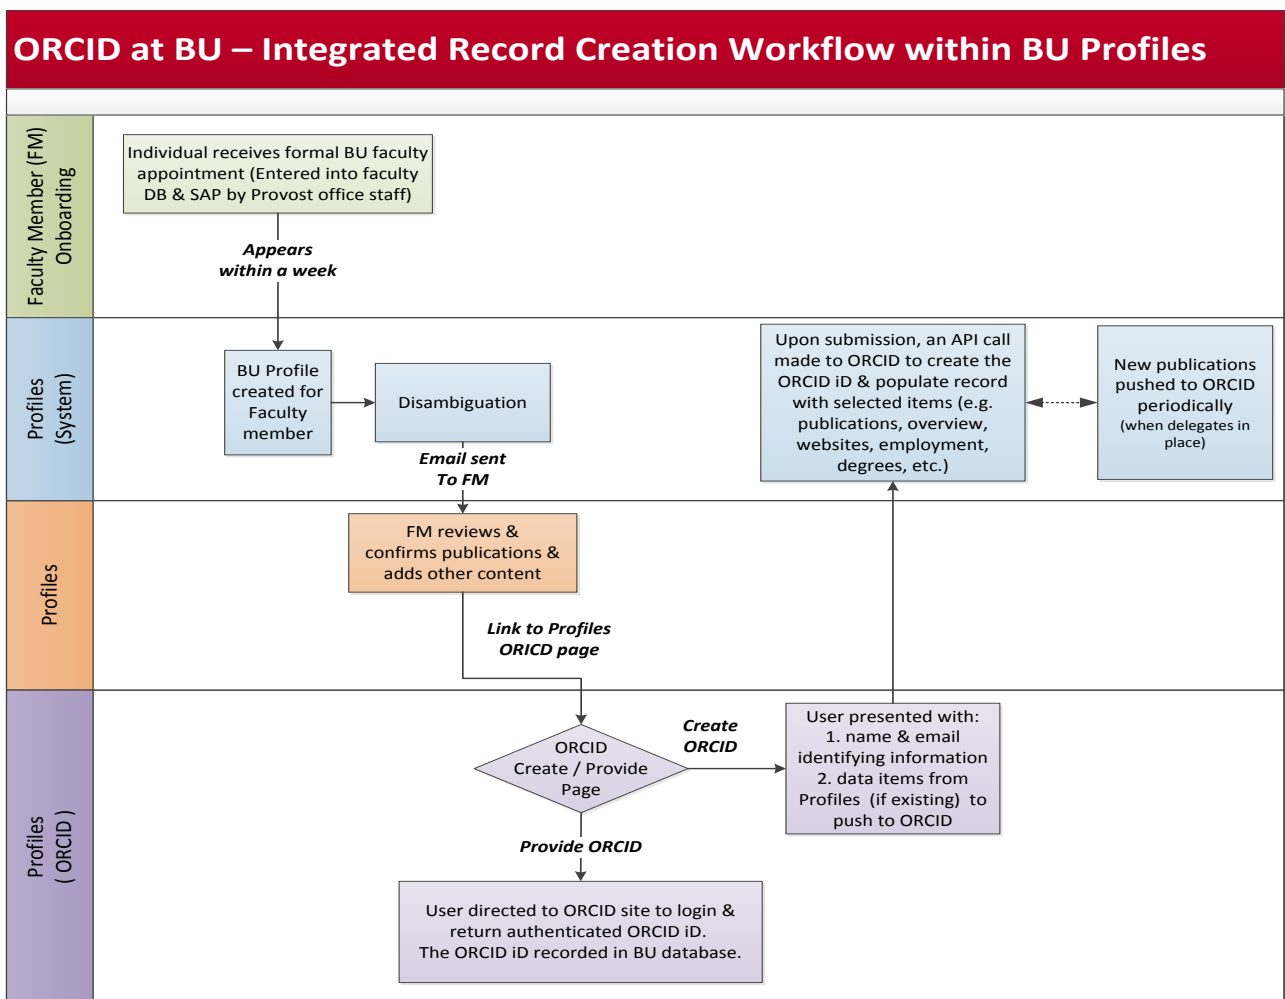 ORCID at BU – Integrated Record Creation Workflow within BU Profiles
Faculty Member (FM)
Onboarding
Individual receives formal BU faculty
appointment (Entered into faculty
DB & SAP by Provost office staff)
Appears
within a week
Profiles
(System)
BU Profile
created for
Faculty
member
Disambiguation
Email sent
To FM
Upon submission, an API call
made to ORCID to create the
ORCID iD & populate record
with selected items (e.g.
publications, overview,
websites, employment,
degrees, etc.)
New publications
pushed to ORCID
periodically
(when delegates in
place)
Profiles
FM reviews &
confirms publications &
adds other content
Link to Profiles
ORICD page
Profiles
( ORCID )
ORCID
Create / Provide
Page
Create
ORCID
User presented with:
1. name & email
identifying information
2. data items from
Profiles (if existing) to
push to ORCID
Provide ORCID
User directed to ORCID site to login &
return authenticated ORCID iD.
The ORCID iD recorded in BU database.